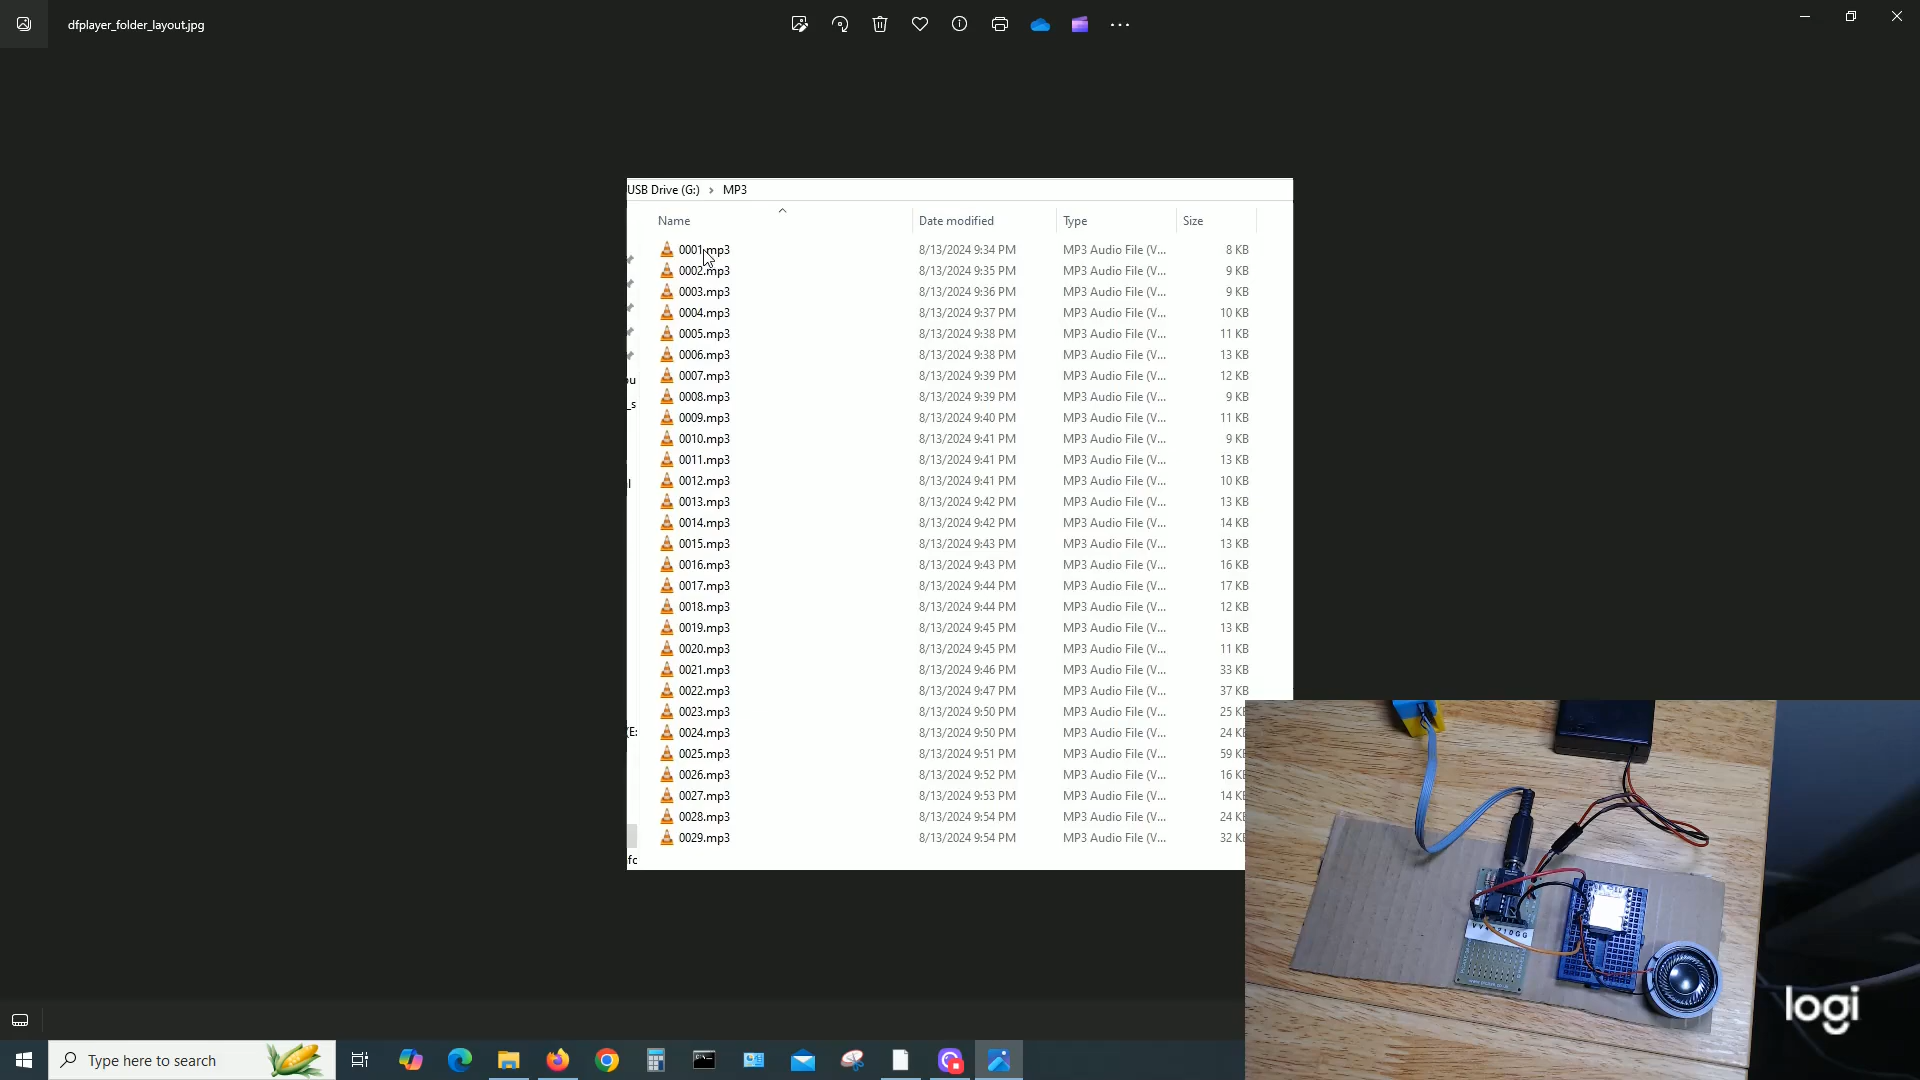 dfplayer_folder_layout.jpg
USB Drive (G:) › MP3
Name Date modified Type Size
0001.mp3 8/13/2024 9:34 PM MP3 Audio File (V... 8 KB
0002.mp3 8/13/2024 9:35 PM MP3 Audio File (V... 9 KB
0003.mp3 8/13/2024 9:36 PM MP3 Audio File (V... 9 KB
0004.mp3 8/13/2024 9:37 PM MP3 Audio File (V... 10 KB
0005.mp3 8/13/2024 9:38 PM MP3 Audio File (V... 11 KB
0006.mp3 8/13/2024 9:38 PM MP3 Audio File (V... 13 KB
0007.mp3 8/13/2024 9:39 PM MP3 Audio File (V... 12 KB
ou
0008.mp3 8/13/2024 9:39 PM MP3 Audio File (V... 9 KB
_s
0009.mp3 8/13/2024 9:40 PM MP3 Audio File (V... 11 KB
0010.mp3 8/13/2024 9:41 PM MP3 Audio File (V... 9 KB
0011.mp3 8/13/2024 9:41 PM MP3 Audio File (V... 13 KB
0012.mp3 8/13/2024 9:41 PM MP3 Audio File (V... 10 KB
0013.mp3 8/13/2024 9:42 PM MP3 Audio File (V... 13 KB
0014.mp3 8/13/2024 9:42 PM MP3 Audio File (V... 14 KB
0015.mp3 8/13/2024 9:43 PM MP3 Audio File (V... 13 KB
0016.mp3 8/13/2024 9:43 PM MP3 Audio File (V... 16 KB
0017.mp3 8/13/2024 9:44 PM MP3 Audio File (V... 17 KB
0018.mp3 8/13/2024 9:44 PM MP3 Audio File (V... 12 KB
0019.mp3 8/13/2024 9:45 PM MP3 Audio File (V... 13 KB
0020.mp3 8/13/2024 9:45 PM MP3 Audio File (V... 11 KB
0021.mp3 8/13/2024 9:46 PM MP3 Audio File (V... 33 KB
0022.mp3 8/13/2024 9:47 PM MP3 Audio File (V... 37 KB
0023.mp3 8/13/2024 9:50 PM MP3 Audio File (V... 25 KB
(E: 0024.mp3 8/13/2024 9:50 PM MP3 Audio File (V... 24 KB
0025.mp3 8/13/2024 9:51 PM MP3 Audio File (V... 59 KB
0026.mp3 8/13/2024 9:52 PM MP3 Audio File (V... 16 KB
0027.mp3 8/13/2024 9:53 PM MP3 Audio File (V... 14 KB
0028.mp3 8/13/2024 9:54 PM MP3 Audio File (V... 24 KB
0029.mp3 8/13/2024 9:54 PM MP3 Audio File (V... 32 KB
fc
logi
Type here to search